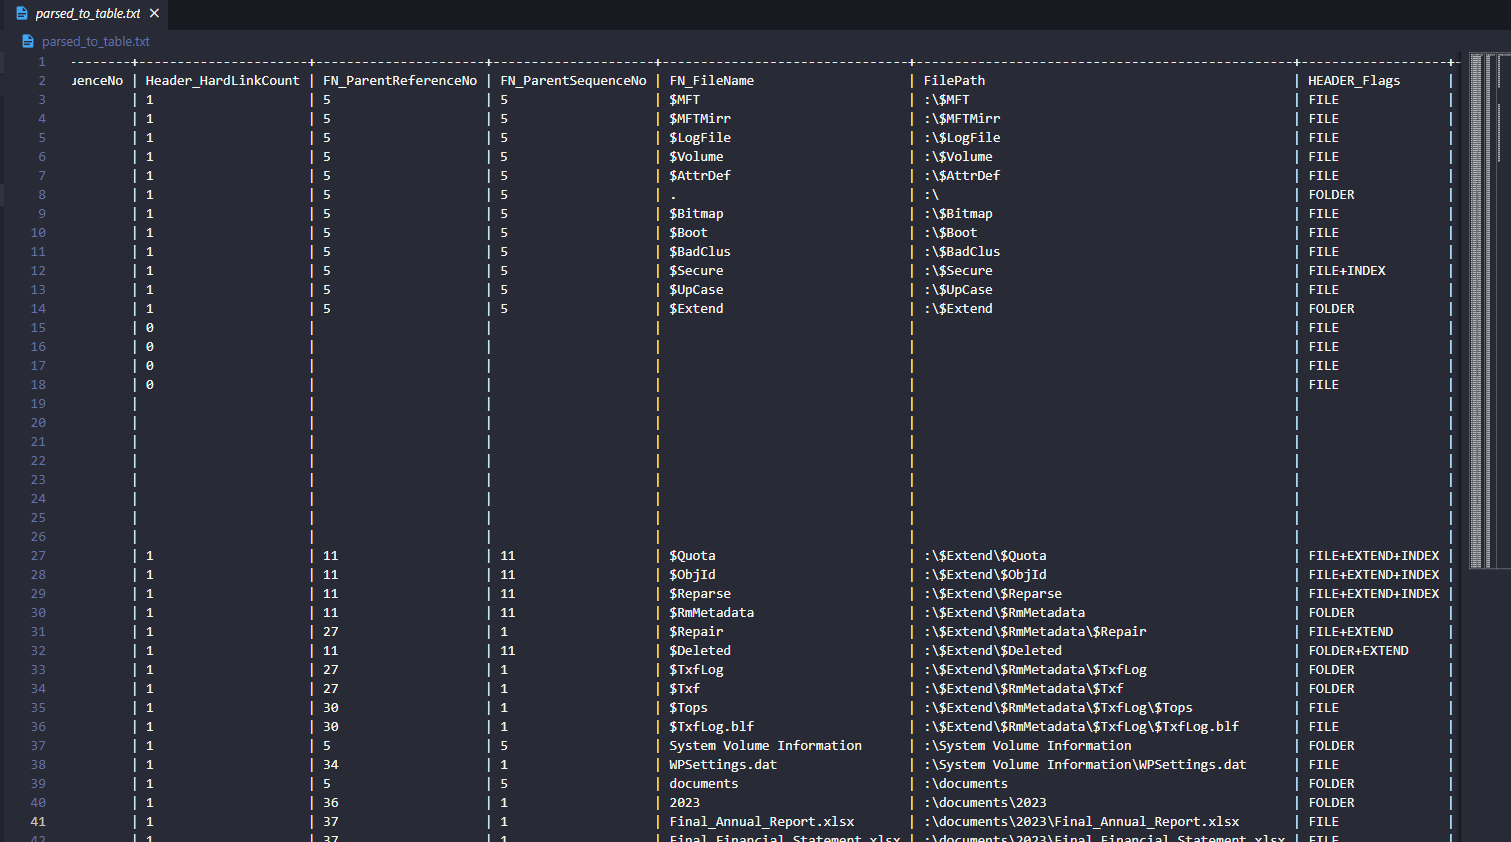 parsed_to_table.txt ×
parsed_to_table.txt
1 --------+----------------------+----------------------+---------------------+--------------------------------+------------------------------------------------+-------------------+-
2 uenceNo | Header_HardLinkCount | FN_ParentReferenceNo | FN_ParentSequenceNo | FN_FileName | FilePath | HEADER_Flags |
3 | 1 | 5 | 5 | $MFT | :\$MFT | FILE |
4 | 1 | 5 | 5 | $MFTMirr | :\$MFTMirr | FILE |
5 | 1 | 5 | 5 | $LogFile | :\$LogFile | FILE |
6 | 1 | 5 | 5 | $Volume | :\$Volume | FILE |
7 | 1 | 5 | 5 | $AttrDef | :\$AttrDef | FILE |
8 | 1 | 5 | 5 | . | :\ | FOLDER |
9 | 1 | 5 | 5 | $Bitmap | :\$Bitmap | FILE |
10 | 1 | 5 | 5 | $Boot | :\$Boot | FILE |
11 | 1 | 5 | 5 | $BadClus | :\$BadClus | FILE |
12 | 1 | 5 | 5 | $Secure | :\$Secure | FILE+INDEX |
13 | 1 | 5 | 5 | $UpCase | :\$UpCase | FILE |
14 | 1 | 5 | 5 | $Extend | :\$Extend | FOLDER |
15 | 0 | | | | | FILE |
16 | 0 | | | | | FILE |
17 | 0 | | | | | FILE |
18 | 0 | | | | | FILE |
19 | | | | | | |
20 | | | | | | |
21 | | | | | | |
22 | | | | | | |
23 | | | | | | |
24 | | | | | | |
25 | | | | | | |
26 | | | | | | |
27 | 1 | 11 | 11 | $Quota | :\$Extend\$Quota | FILE+EXTEND+INDEX |
28 | 1 | 11 | 11 | $ObjId | :\$Extend\$ObjId | FILE+EXTEND+INDEX |
29 | 1 | 11 | 11 | $Reparse | :\$Extend\$Reparse | FILE+EXTEND+INDEX |
30 | 1 | 11 | 11 | $RmMetadata | :\$Extend\$RmMetadata | FOLDER |
31 | 1 | 27 | 1 | $Repair | :\$Extend\$RmMetadata\$Repair | FILE+EXTEND |
32 | 1 | 11 | 11 | $Deleted | :\$Extend\$Deleted | FOLDER+EXTEND |
33 | 1 | 27 | 1 | $TxfLog | :\$Extend\$RmMetadata\$TxfLog | FOLDER |
34 | 1 | 27 | 1 | $Txf | :\$Extend\$RmMetadata\$Txf | FOLDER |
35 | 1 | 30 | 1 | $Tops | :\$Extend\$RmMetadata\$TxfLog\$Tops | FILE |
36 | 1 | 30 | 1 | $TxfLog.blf | :\$Extend\$RmMetadata\$TxfLog\$TxfLog.blf | FILE |
37 | 1 | 5 | 5 | System Volume Information | :\System Volume Information | FOLDER |
38 | 1 | 34 | 1 | WPSettings.dat | :\System Volume Information\WPSettings.dat | FILE |
39 | 1 | 5 | 5 | documents | :\documents | FOLDER |
40 | 1 | 36 | 1 | 2023 | :\documents\2023 | FOLDER |
41 | 1 | 37 | 1 | Final_Annual_Report.xlsx | :\documents\2023\Final_Annual_Report.xlsx | FILE |
42 | 1 | 37 | 1 | Final_Financial_Statement.xlsx | :\documents\2023\Final_Financial_Statement.xlsx | FILE |